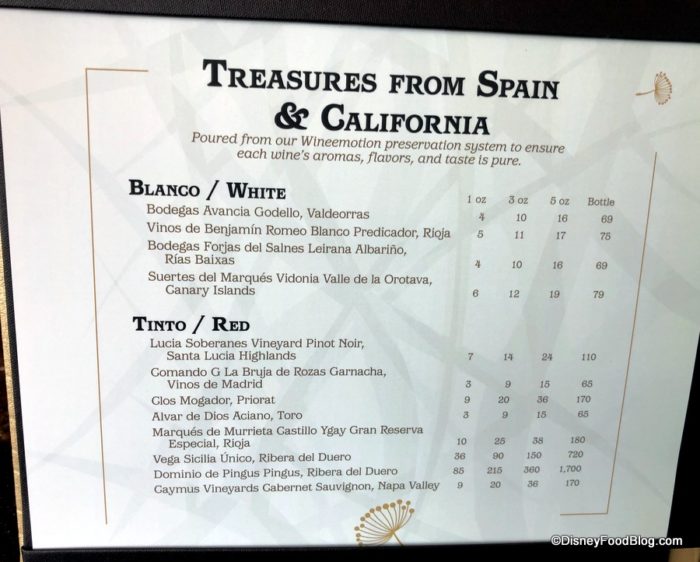 Treasures from Spain
& California
Poured from our Wineemotion preservation system to ensure
each wine's aromas, flavors, and taste is pure.
Blanco / White 1 oz 3 oz 5 oz Bottle
Bodegas Avancia Godello, Valdeorras 4 10 16 69
Vinos de Benjamín Romeo Blanco Predicador, Rioja 5 11 17 75
Bodegas Forjas del Salnes Leirana Albariño,
Rías Baixas 4 10 16 69
Suertes del Marqués Vidonia Valle de la Orotava,
Canary Islands 6 12 19 79
Tinto / Red
Lucia Soberanes Vineyard Pinot Noir,
Santa Lucia Highlands 7 14 24 110
Comando G La Bruja de Rozas Garnacha,
Vinos de Madrid 3 9 15 65
Clos Mogador, Priorat 9 20 36 170
Alvar de Dios Aciano, Toro 3 9 15 65
Marqués de Murrieta Castillo Ygay Gran Reserva
Especial, Rioja 10 25 38 180
Vega Sicilia Único, Ribera del Duero 36 90 150 720
Dominio de Pingus Pingus, Ribera del Duero 85 215 360 1,700
Caymus Vineyards Cabernet Sauvignon, Napa Valley 9 20 36 170
©DisneyFoodBlog.com